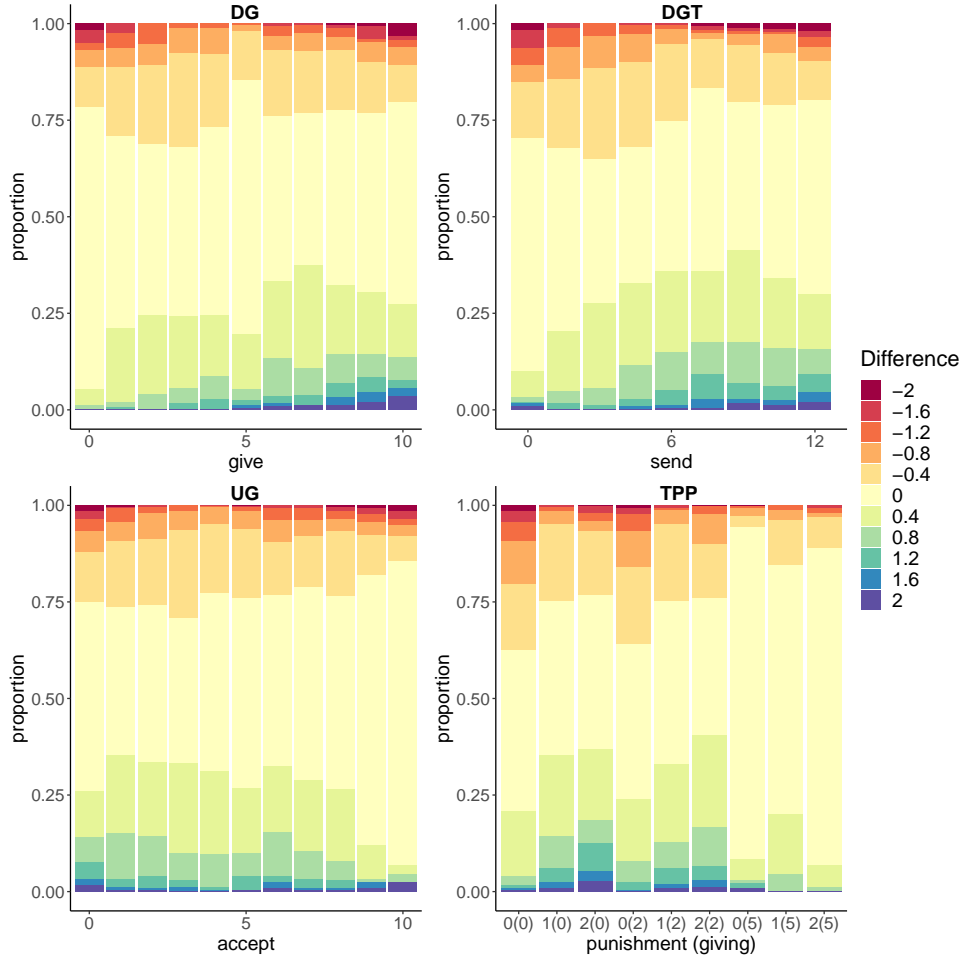 DG
1.00
0.75
0.50
0.25
0.00
proportion
0 5 10
give
DGT
1.00
0.75
0.50
0.25
0.00
proportion
0 6 12
send
UG
1.00
0.75
0.50
0.25
0.00
proportion
0 5 10
accept
TPP
1.00
0.75
0.50
0.25
0.00
proportion
0(0) 1(0) 2(0) 0(2) 1(2) 2(2) 0(5) 1(5) 2(5)
punishment (giving)
Difference
−2
−1.6
−1.2
−0.8
−0.4
0
0.4
0.8
1.2
1.6
2